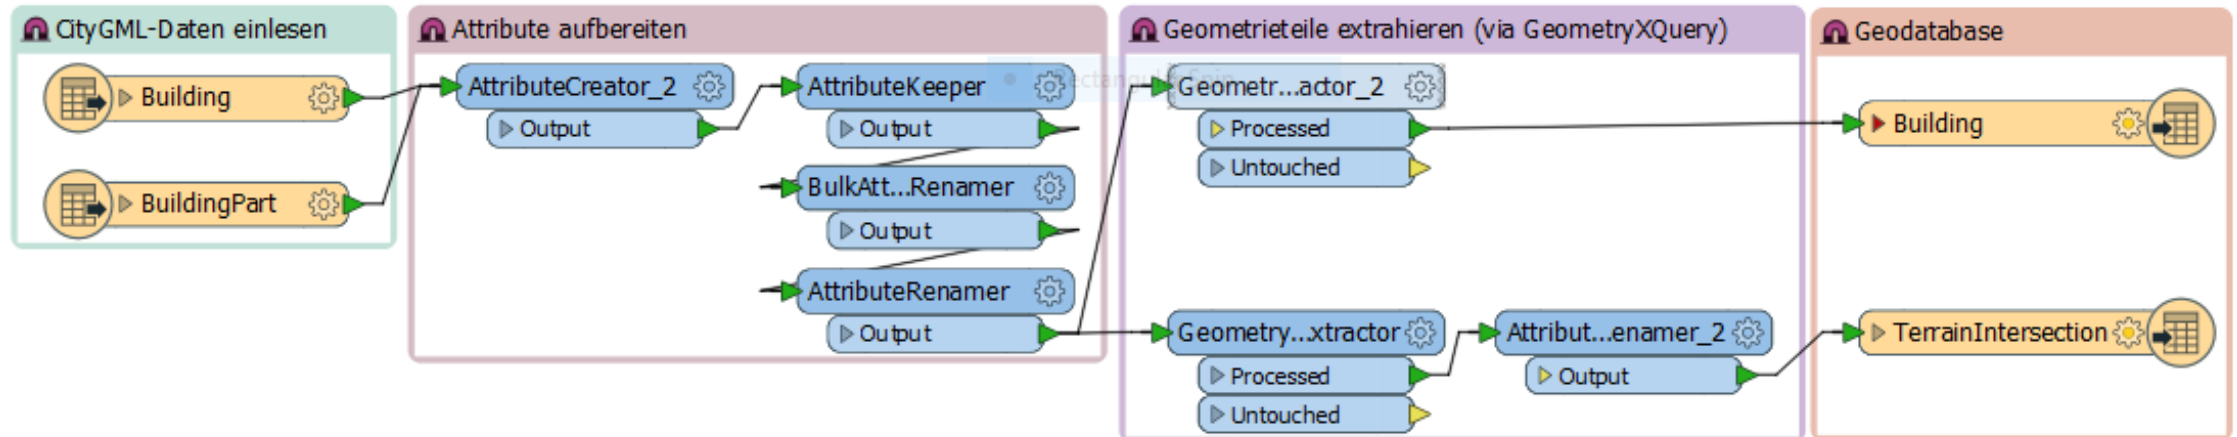 CityGML-Daten einlesen
Building
BuildingPart
Attribute aufbereiten
AttributeCreator_2
Output
AttributeKeeper
Output
BulkAtt...Renamer
Output
AttributeRenamer
Output
Geometrieteile extrahieren (via GeometryXQuery)
Geometr...actor_2
Processed
Untouched
Geometry...xtractor
Processed
Untouched
Attribut...enamer_2
Output
Geodatabase
Building
TerrainIntersection